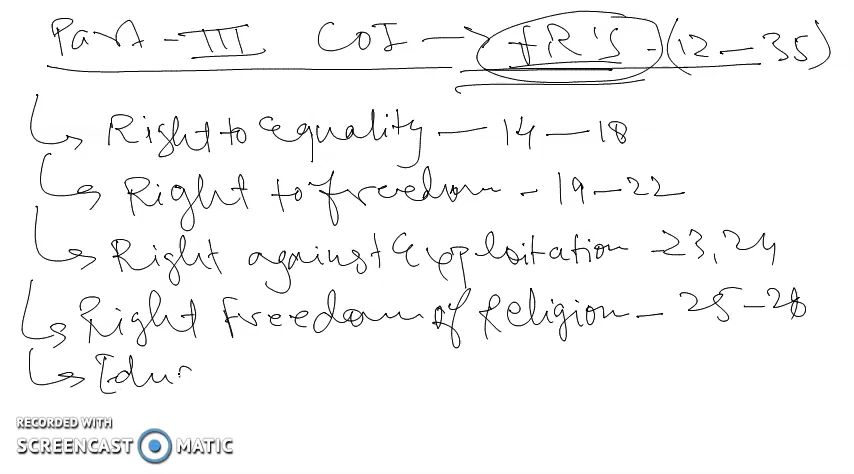 Part - III CoI → FR's - (12 - 35)
↳ Right to equality - 14 - 18
↳ Right to freedom - 19 - 22
↳ Right against Exploitation 23, 24
↳ Right freedom of Religion - 25 - 28
↳ Edu
RECORDED WITH
SCREENCAST MATIC